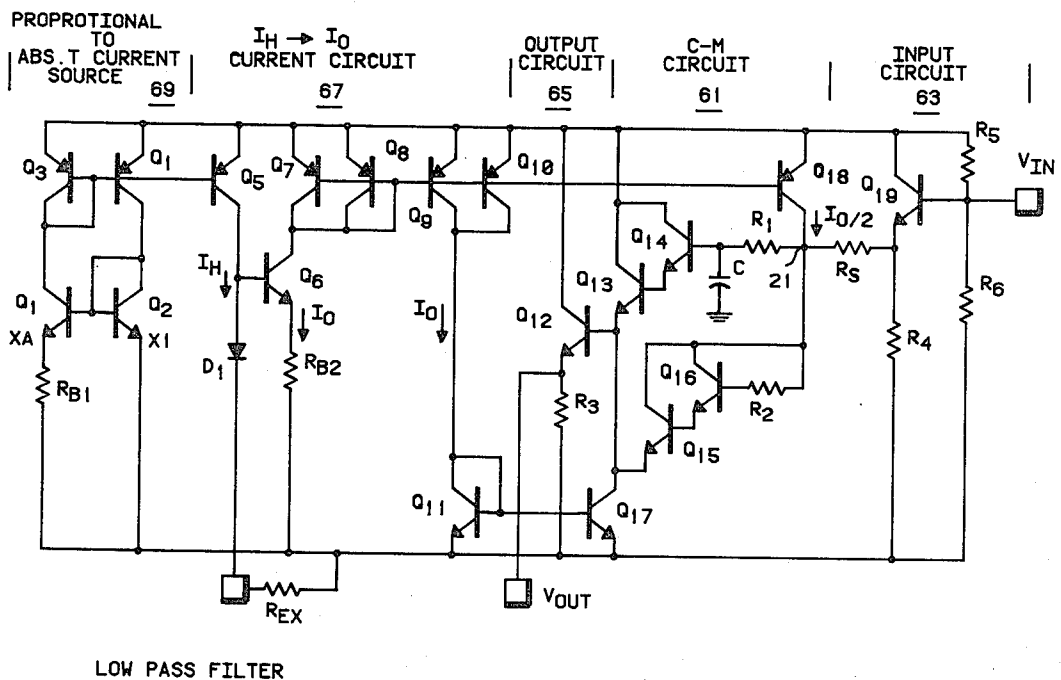 PROPROTIONAL
TO
ABS.T CURRENT
SOURCE
69
IH → IO
CURRENT CIRCUIT
67
OUTPUT
CIRCUIT
65
C-M
CIRCUIT
61
INPUT
CIRCUIT
63
Q3
Q1
Q5
Q7
Q8
Q9
Q10
Q18
Q19
R5
VIN
IO/2
Q14
R1
C
21
RS
R6
Q1
XA
Q2
X1
IH
Q6
IO
IO
Q13
Q12
R4
RB1
D1
RB2
R3
Q16
R2
Q15
Q11
Q17
REX
VOUT
LOW PASS FILTER